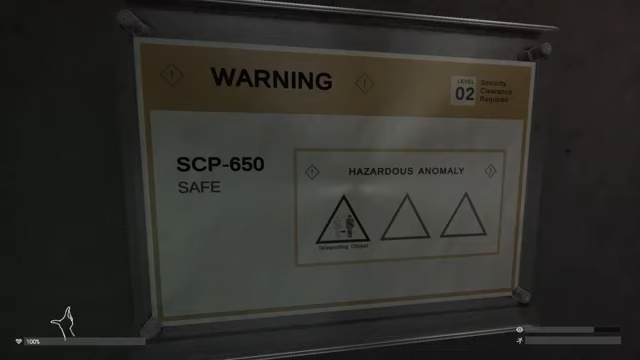 WARNING
LEVEL
02
Security
Clearance
Required
SCP-650
SAFE
HAZARDOUS ANOMALY
Teleporting Object
100%